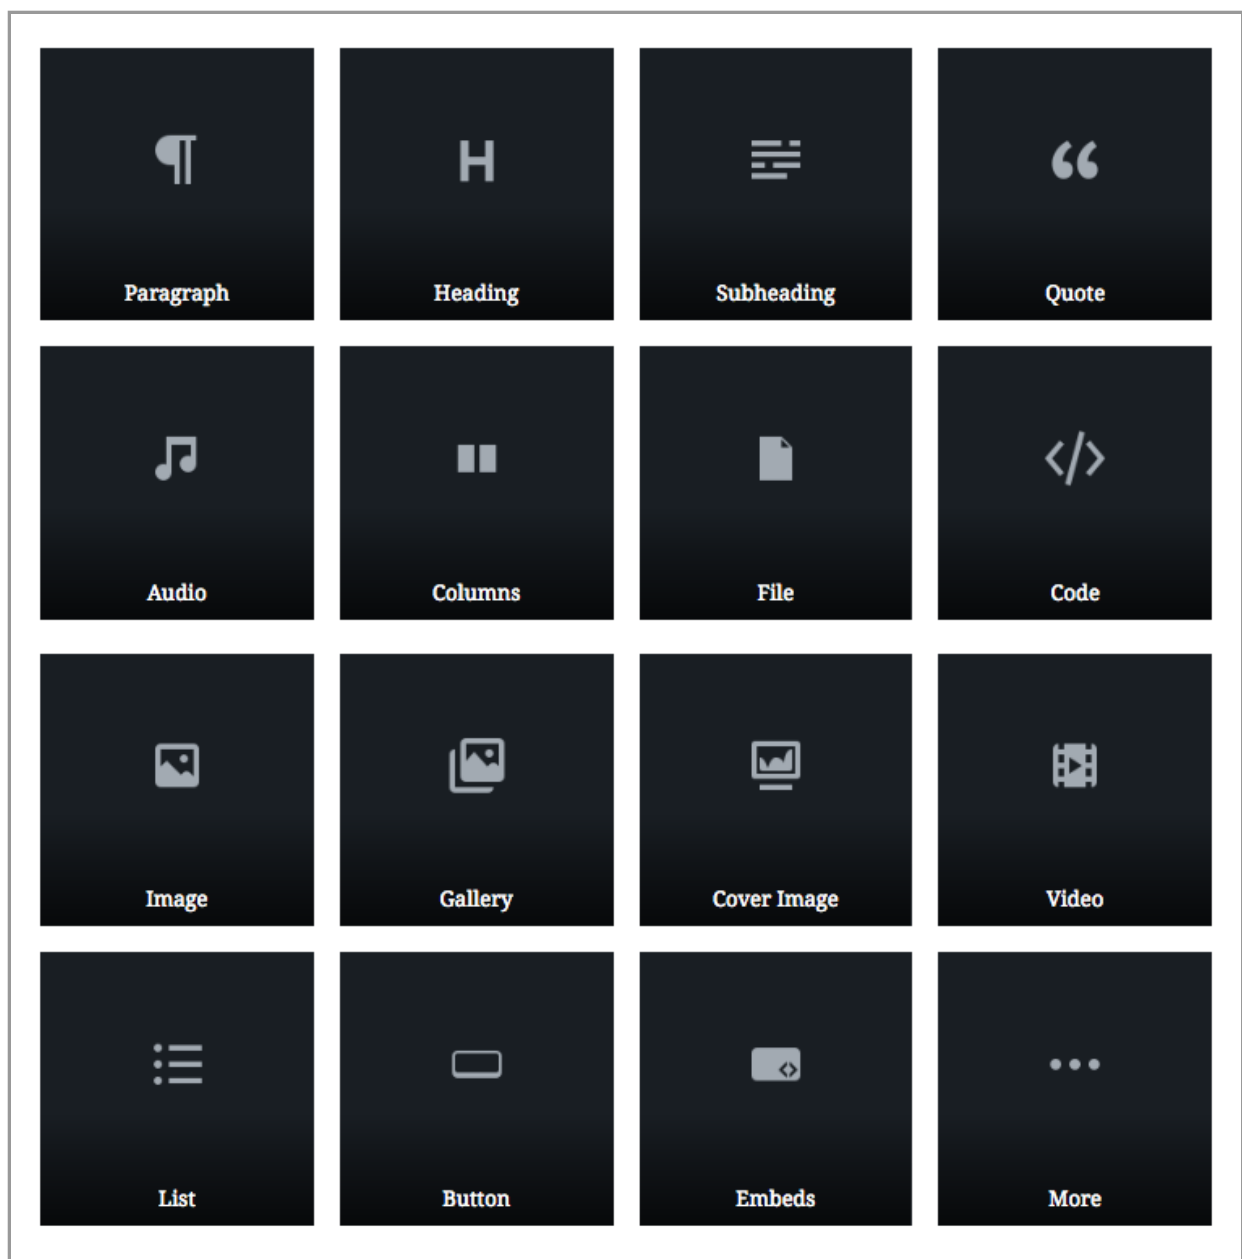 ¶
H
“
</>
Paragraph
Heading
Subheading
Quote
Audio
Columns
File
Code
Image
Gallery
Cover Image
Video
List
Button
Embeds
More